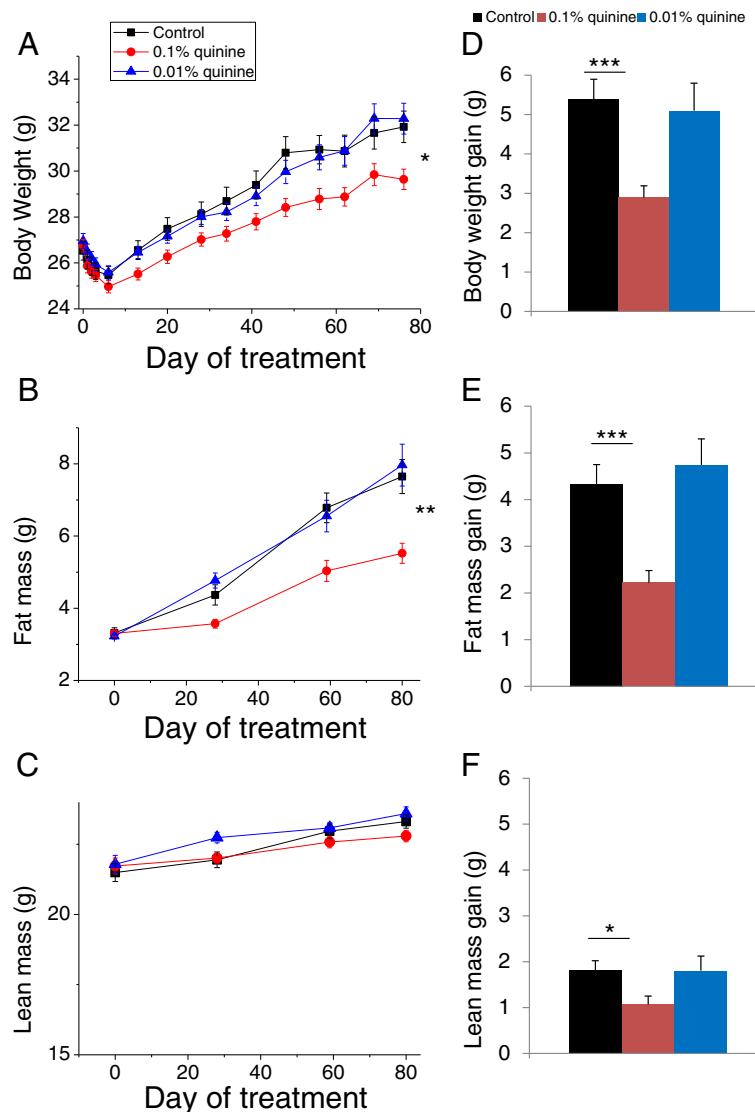 Control 0.1% quinine 0.01% quinine
A
Control
0.1% quinine
0.01% quinine
Body Weight (g)
34
32
30
28
26
24
*
0 20 40 60 80
Day of treatment
D
Body weight gain (g)
6
5
4
3
2
1
0
***
B
Fat mass (g)
8
6
4
2
**
0 20 40 60 80
Day of treatment
E
Fat mass gain (g)
6
5
4
3
2
1
0
***
C
Lean mass (g)
20
15
0 20 40 60 80
Day of treatment
F
Lean mass gain (g)
6
5
4
3
2
1
0
*